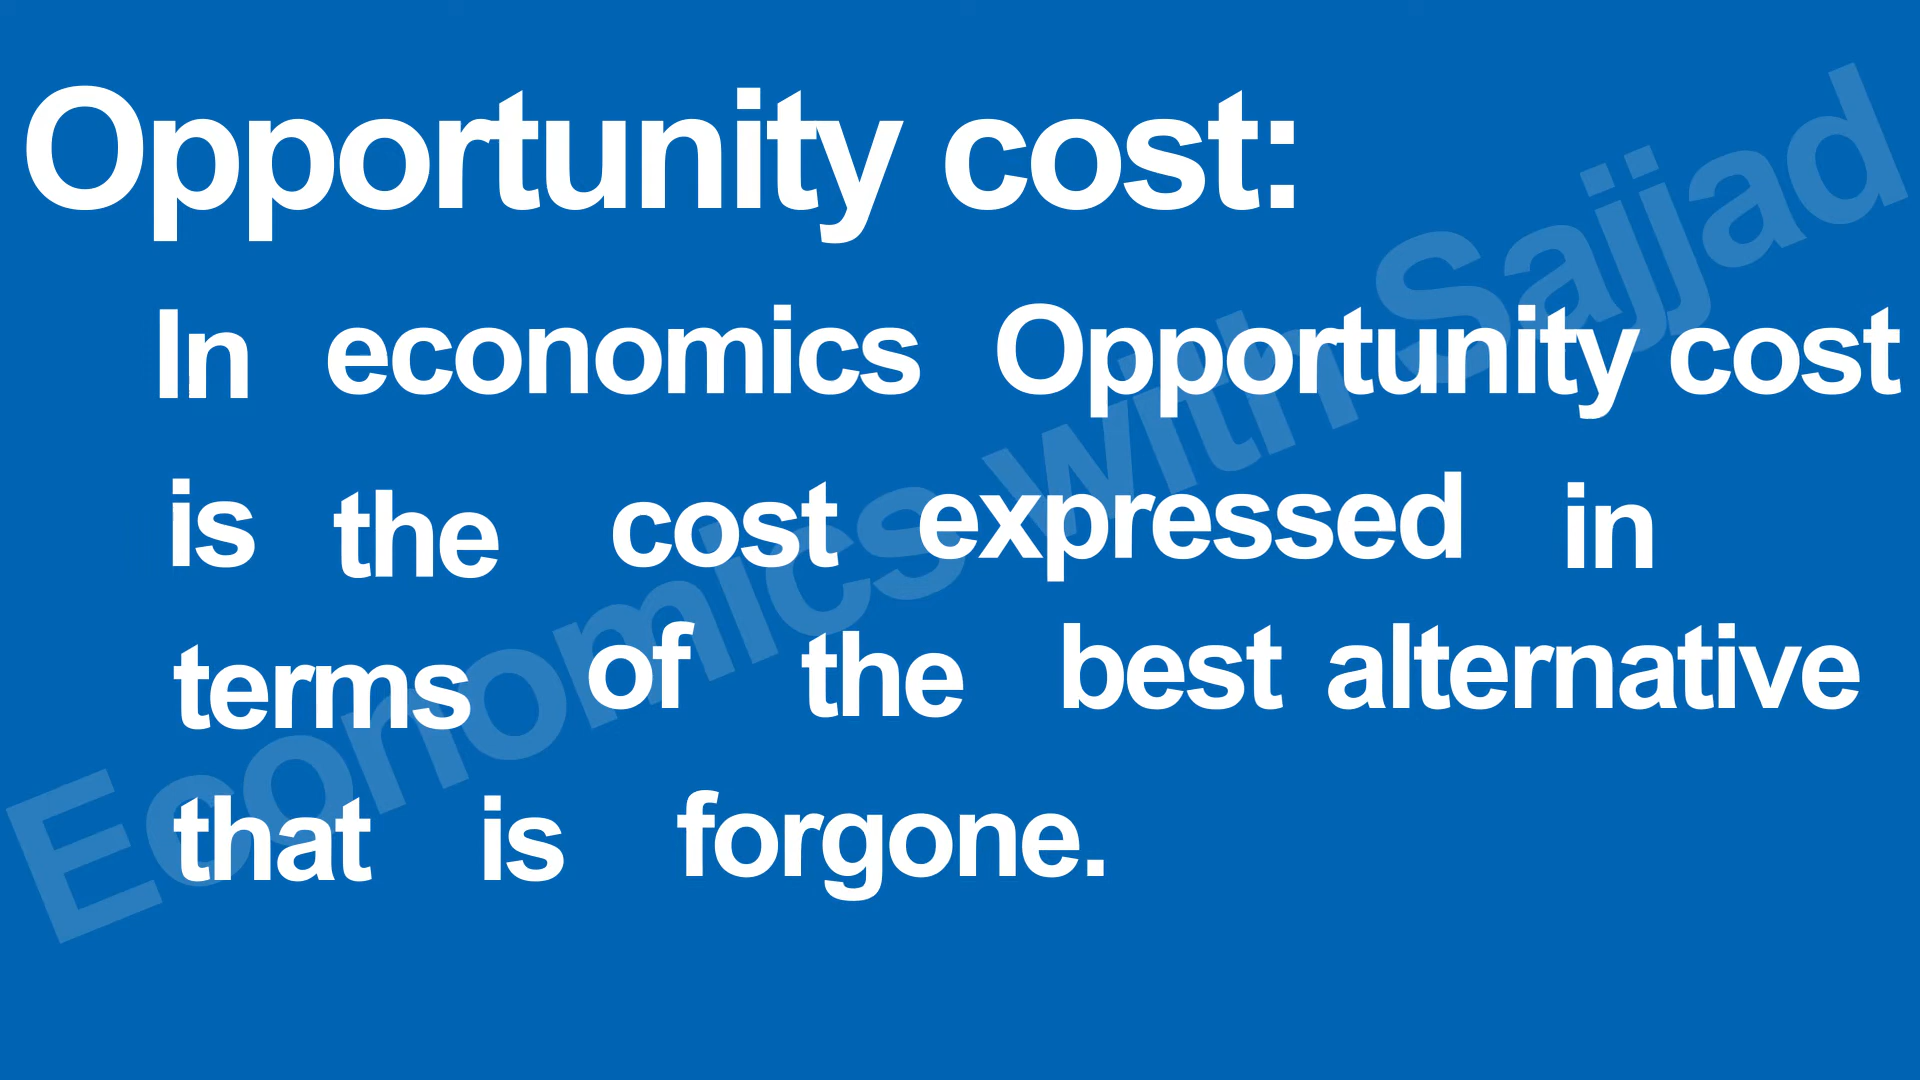 Opportunity cost:
In economics Opportunity cost
is the cost expressed in
terms of the best alternative
that is forgone.
Economics with Sajjad